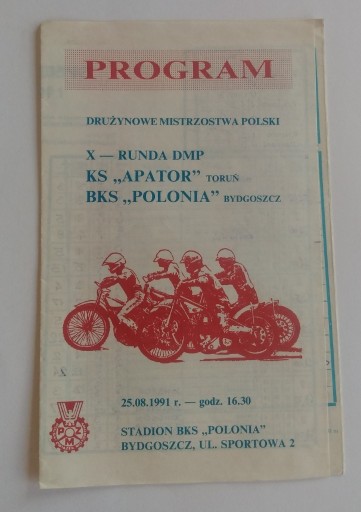 PROGRAM
DRUŻYNOWE MISTRZOSTWA POLSKI
X — RUNDA DMP
KS „APATOR” TORUŃ
BKS „POLONIA” BYDGOSZCZ
25.08.1991 r. — godz. 16.30
PZM
STADION BKS „POLONIA”
BYDGOSZCZ, UL. SPORTOWA 2